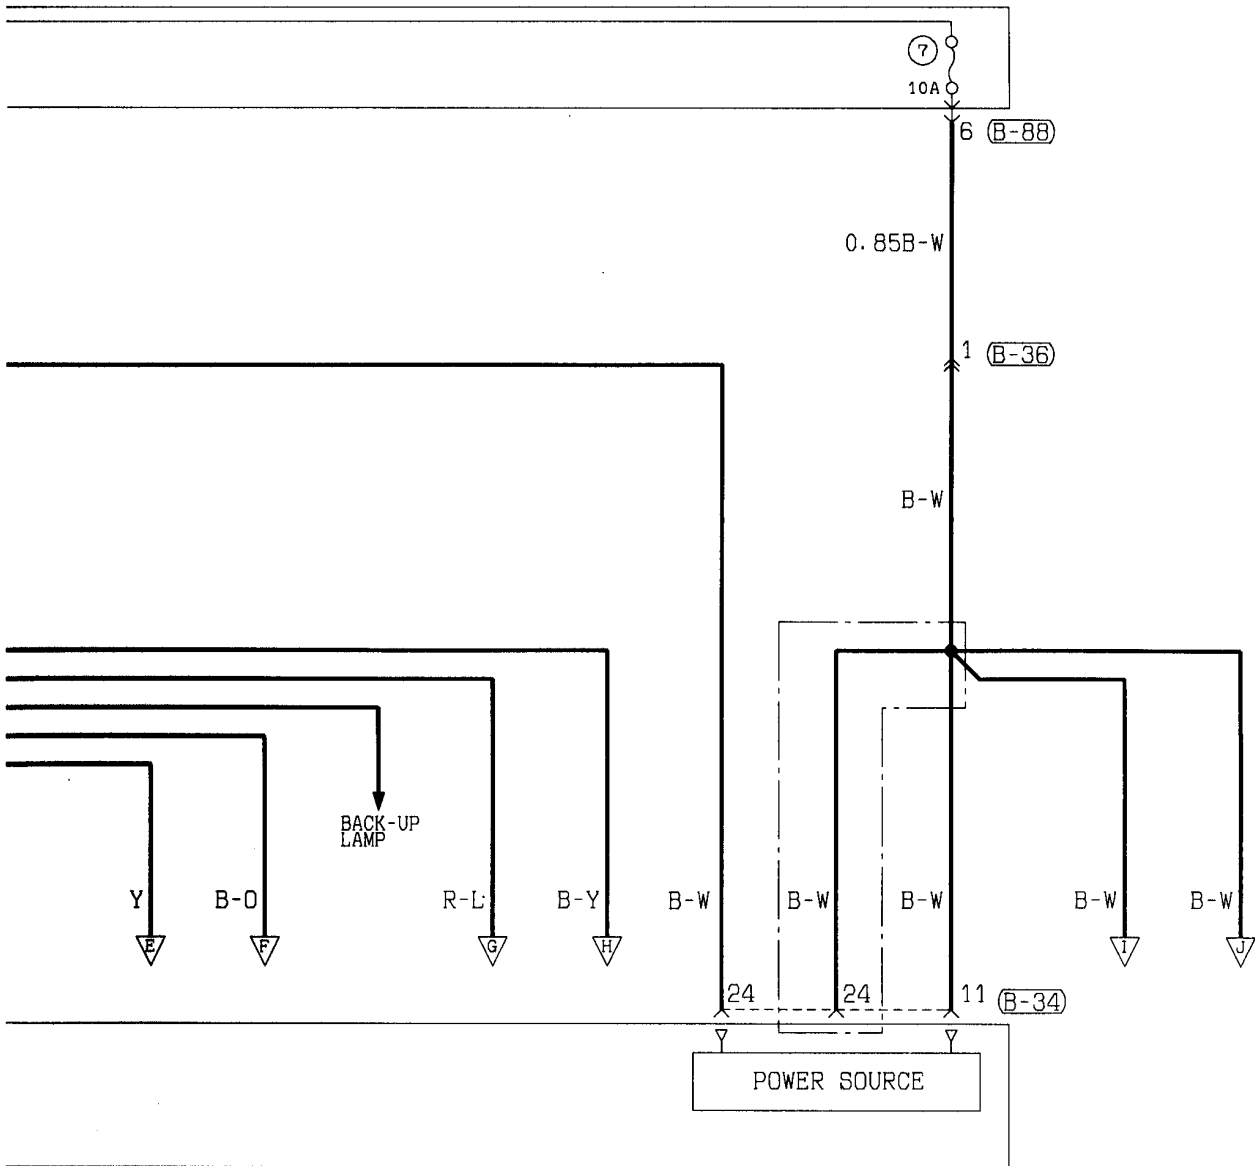 7
10A
6 (B-88)
0.85B-W
1 (B-36)
B-W
BACK-UP
LAMP
Y B-O R-L B-Y B-W B-W B-W B-W B-W
E F G H I J
24 24 11 (B-34)
POWER SOURCE